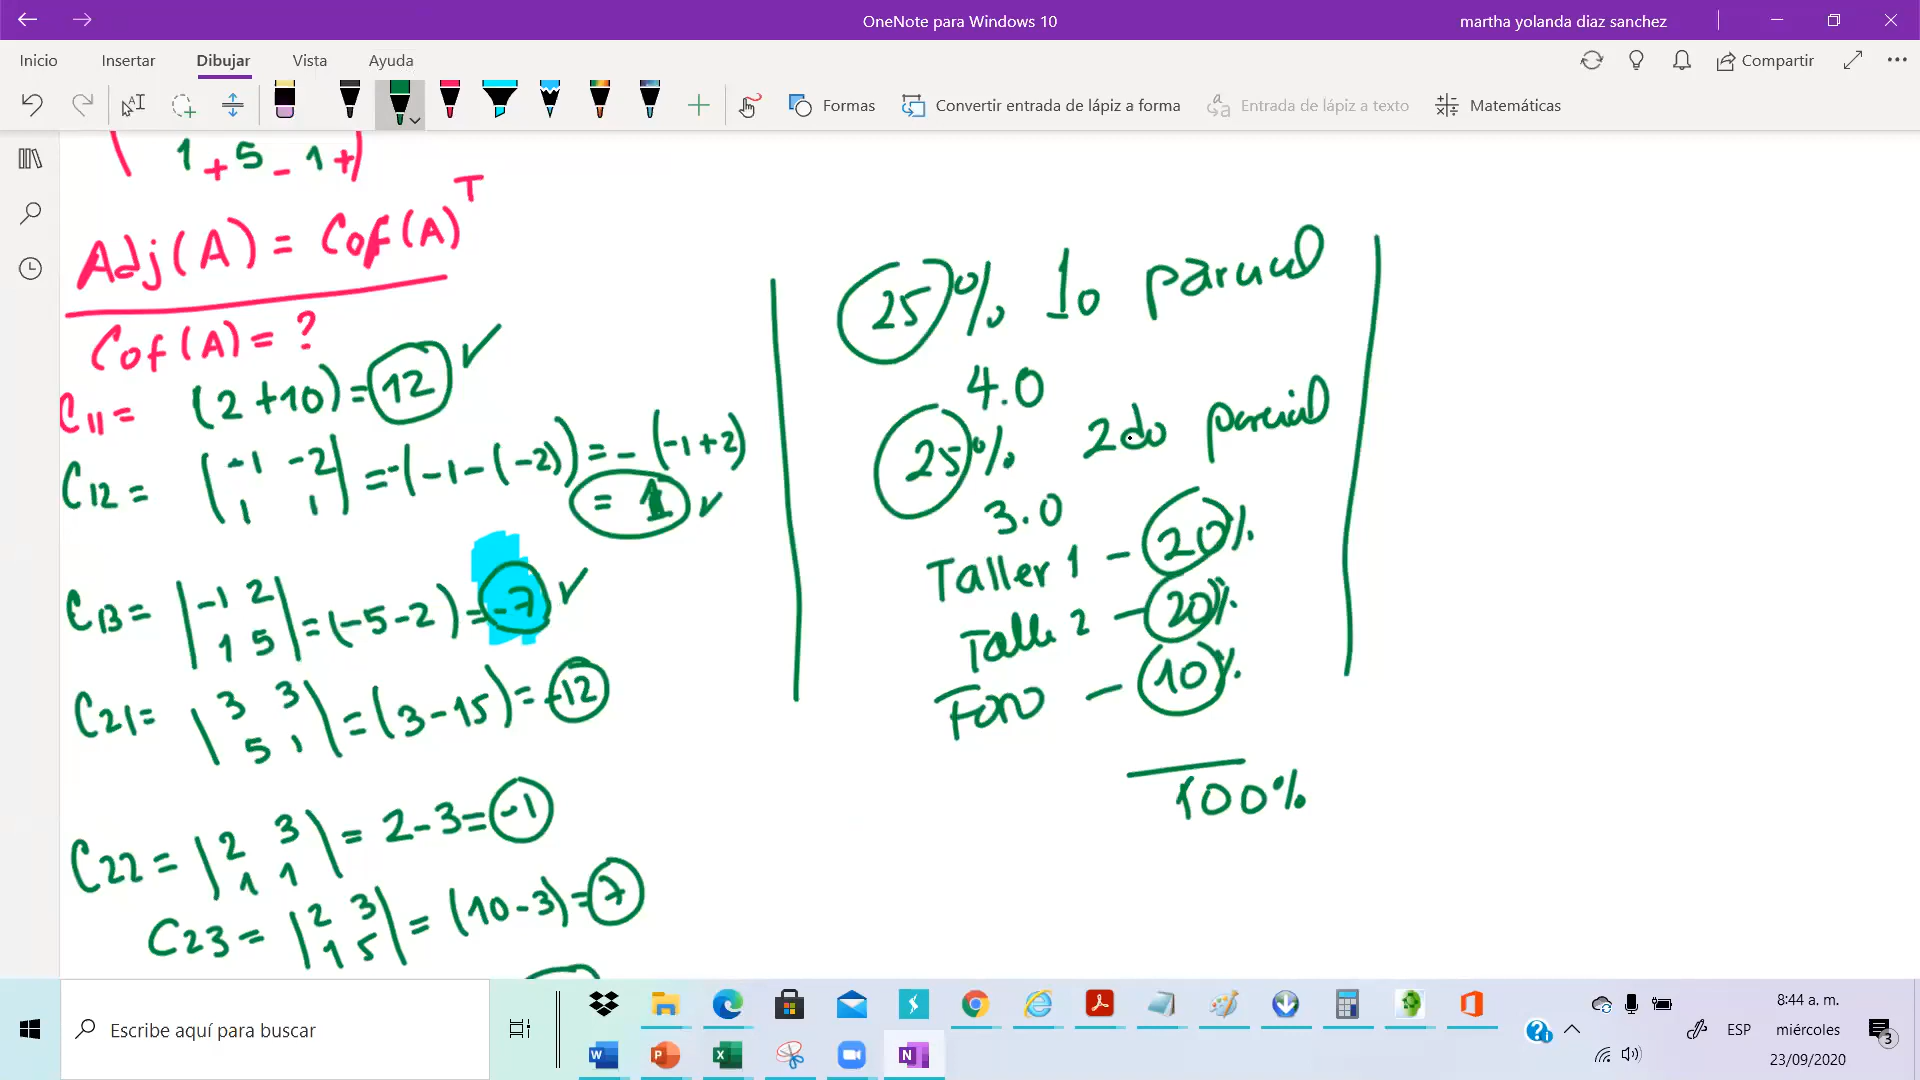 OneNote para Windows 10
martha yolanda diaz sanchez
Inicio Insertar Dibujar Vista Ayuda
Compartir
Formas Convertir entrada de lápiz a forma Entrada de lápiz a texto Matemáticas
1 + 5 - 1 +
Adj(A) = Cof(A)^T
Cof(A) = ?
C11 = (2+10) = 12 ✓
C12 = |-1 -2| = -(-1-(-2)) = -(-1+2)
1 1
= 1 ✓
C13 = |-1 2| = (-5-2) = -7 ✓
1 5
C21 = |3 3| = (3-15) = -12
5 1
C22 = |2 3| = 2-3 = -1
1 1
C23 = |2 3| = (10-3) = 7
1 5
25% 1o parcial
4.0
25% 2do parcial
3.0
Taller 1 - 20%
Talle 2 - 20%
Foro - 10%
100%
Escribe aquí para buscar
ESP
8:44 a. m.
miércoles
23/09/2020
3